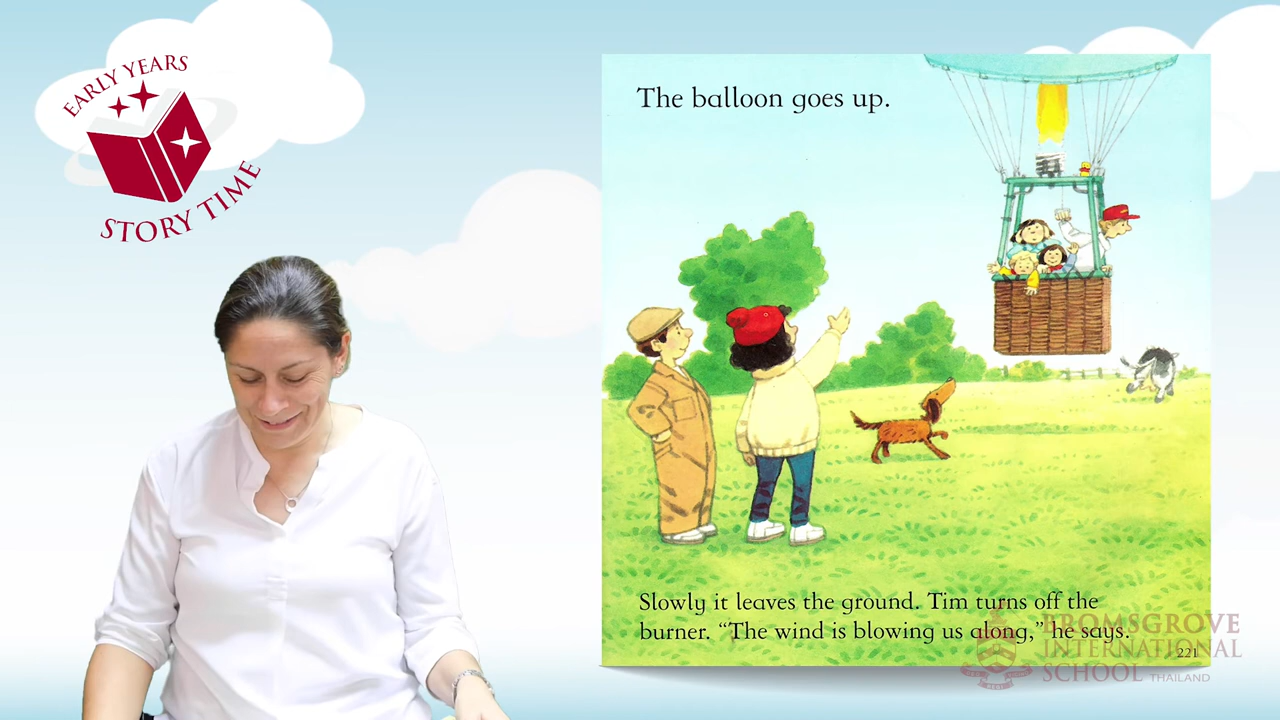 EARLY YEARS
STORY TIME
The balloon goes up.
Slowly it leaves the ground. Tim turns off the
burner. “The wind is blowing us along,” he says.
221
BROMSGROVE
INTERNATIONAL
SCHOOL THAILAND